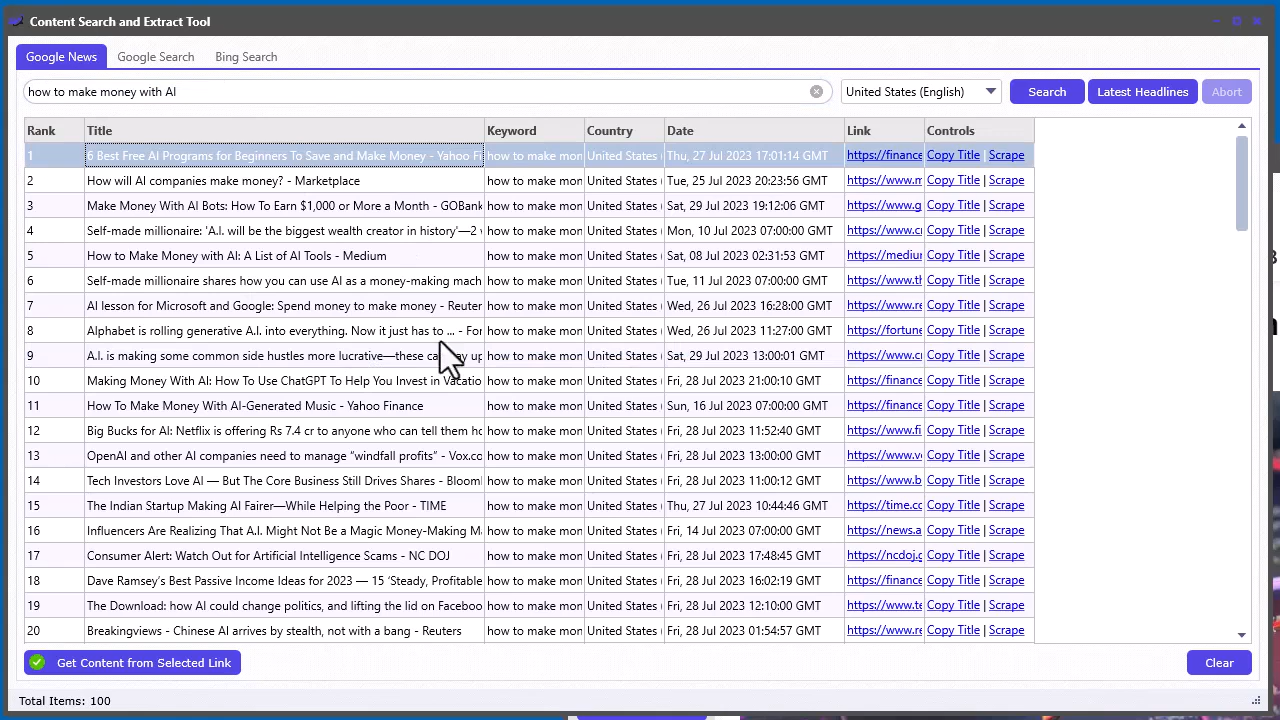 Content Search and Extract Tool
Google News Google Search Bing Search
how to make money with AI United States (English) Search Latest Headlines Abort
Rank Title Keyword Country Date Link Controls
1 6 Best Free AI Programs for Beginners To Save and Make Money - Yahoo Fi how to make mon United States Thu, 27 Jul 2023 17:01:14 GMT https://finance Copy Title | Scrape
2 How will AI companies make money? - Marketplace how to make mon United States Tue, 25 Jul 2023 20:23:56 GMT https://www.m Copy Title | Scrape
3 Make Money With AI Bots: How To Earn $1,000 or More a Month - GOBank how to make mon United States Sat, 29 Jul 2023 19:12:06 GMT https://www.g Copy Title | Scrape
4 Self-made millionaire: 'A.I. will be the biggest wealth creator in history'—2 how to make mon United States Mon, 10 Jul 2023 07:00:00 GMT https://www.c Copy Title | Scrape
5 How to Make Money with AI: A List of AI Tools - Medium how to make mon United States Sat, 08 Jul 2023 02:31:53 GMT https://mediu Copy Title | Scrape
6 Self-made millionaire shares how you can use AI as a money-making mach how to make mon United States Tue, 11 Jul 2023 07:00:00 GMT https://www.th Copy Title | Scrape
7 AI lesson for Microsoft and Google: Spend money to make money - Reuter how to make mon United States Wed, 26 Jul 2023 16:28:00 GMT https://www.re Copy Title | Scrape
8 Alphabet is rolling generative A.I. into everything. Now it just has to ... - For how to make mon United States Wed, 26 Jul 2023 11:27:00 GMT https://fortune Copy Title | Scrape
9 A.I. is making some common side hustles more lucrative—these up how to make mon United States Sat, 29 Jul 2023 13:00:01 GMT https://www.c Copy Title | Scrape
10 Making Money With AI: How To Use ChatGPT To Help You Invest in Vacatio how to make mon United States Fri, 28 Jul 2023 21:00:10 GMT https://finance Copy Title | Scrape
11 How To Make Money With AI-Generated Music - Yahoo Finance how to make mon United States Sun, 16 Jul 2023 07:00:00 GMT https://finance Copy Title | Scrape
12 Big Bucks for AI: Netflix is offering Rs 7.4 cr to anyone who can tell them ho how to make mon United States Fri, 28 Jul 2023 11:52:40 GMT https://www.fi Copy Title | Scrape
13 OpenAI and other AI companies need to manage “windfall profits” - Vox.co how to make mon United States Fri, 28 Jul 2023 13:00:00 GMT https://www.v Copy Title | Scrape
14 Tech Investors Love AI — But The Core Business Still Drives Shares - Bloom how to make mon United States Fri, 28 Jul 2023 11:00:12 GMT https://www.b Copy Title | Scrape
15 The Indian Startup Making AI Fairer—While Helping the Poor - TIME how to make mon United States Thu, 27 Jul 2023 10:44:46 GMT https://time.cc Copy Title | Scrape
16 Influencers Are Realizing That A.I. Might Not Be a Magic Money-Making M how to make mon United States Fri, 14 Jul 2023 07:00:00 GMT https://news.a Copy Title | Scrape
17 Consumer Alert: Watch Out for Artificial Intelligence Scams - NC DOJ how to make mon United States Fri, 28 Jul 2023 17:48:45 GMT https://ncdoj.g Copy Title | Scrape
18 Dave Ramsey’s Best Passive Income Ideas for 2023 — 15 ‘Steady, Profitable how to make mon United States Fri, 28 Jul 2023 16:02:19 GMT https://finance Copy Title | Scrape
19 The Download: how AI could change politics, and lifting the lid on Faceboo how to make mon United States Fri, 28 Jul 2023 12:10:00 GMT https://www.te Copy Title | Scrape
20 Breakingviews - Chinese AI arrives by stealth, not with a bang - Reuters how to make mon United States Fri, 28 Jul 2023 01:54:57 GMT https://www.re Copy Title | Scrape
Get Content from Selected Link Clear
Total Items: 100